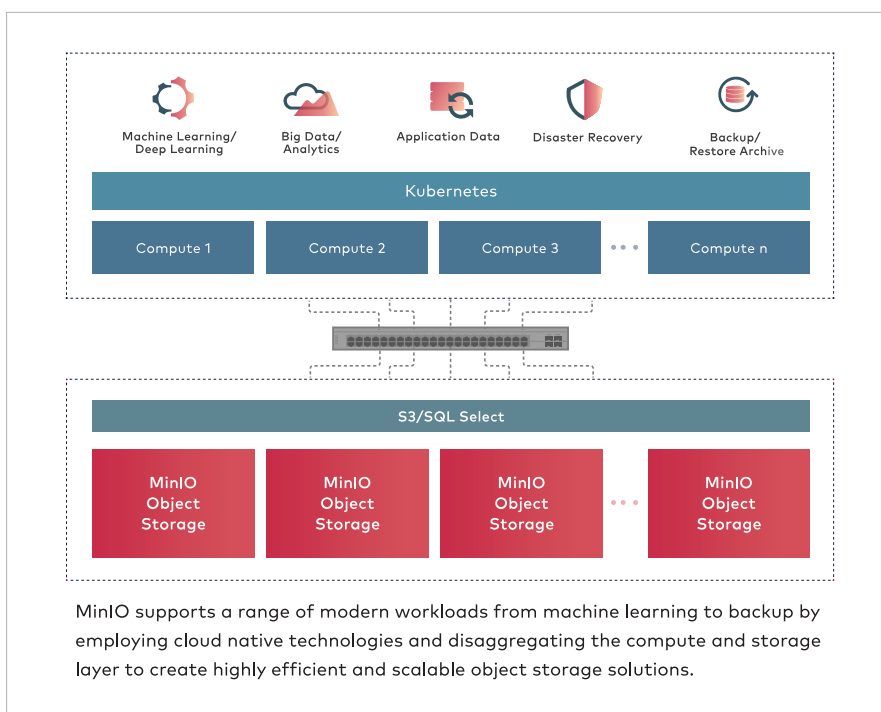 Machine Learning/
Deep Learning
Big Data/
Analytics
Application Data
Disaster Recovery
Backup/
Restore Archive
Kubernetes
Compute 1
Compute 2
Compute 3
Compute n
S3/SQL Select
MinIO
Object
Storage
MinIO
Object
Storage
MinIO
Object
Storage
MinIO
Object
Storage
MinIO supports a range of modern workloads from machine learning to backup by
employing cloud native technologies and disaggregating the compute and storage
layer to create highly efficient and scalable object storage solutions.